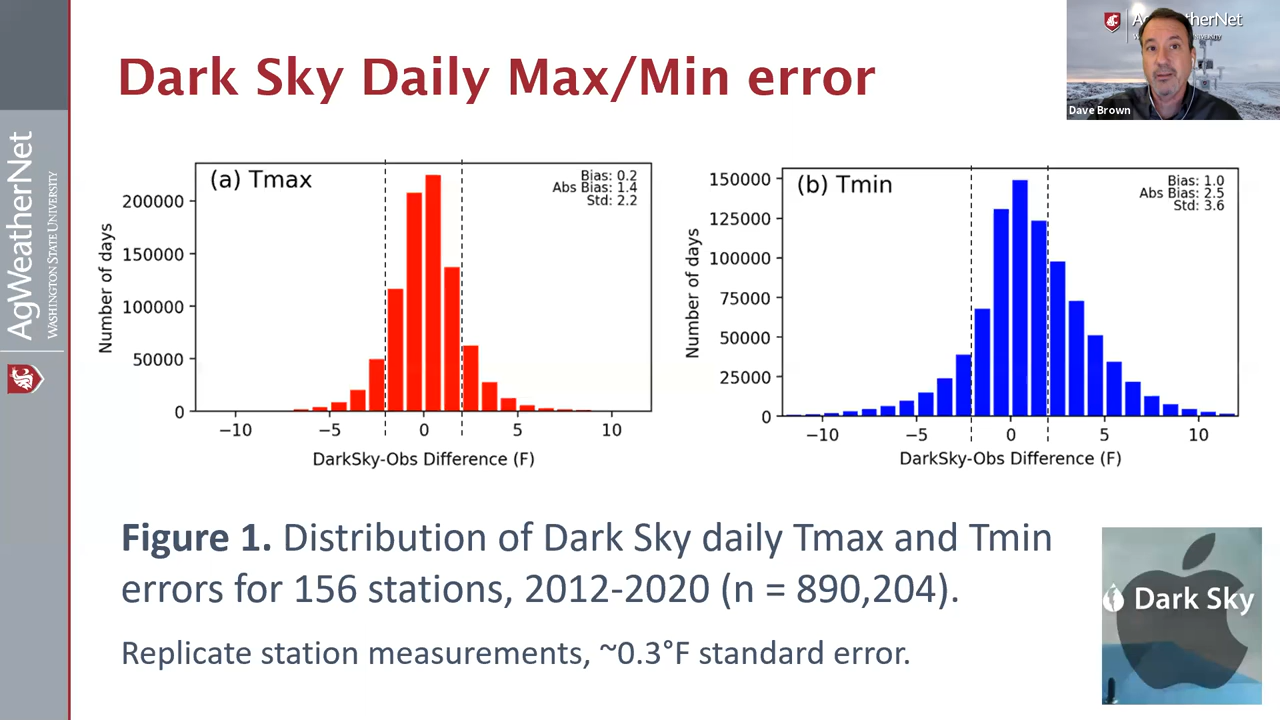 Dark Sky Daily Max/Min error
AgWeatherNet
WASHINGTON STATE UNIVERSITY
Dave Brown
(a) Tmax
Bias: 0.2
Abs Bias: 1.4
Std: 2.2
Number of days
200000
150000
100000
50000
0
−10
−5
0
5
10
DarkSky-Obs Difference (F)
(b) Tmin
Bias: 1.0
Abs Bias: 2.5
Std: 3.6
Number of days
150000
125000
100000
75000
50000
25000
0
−10
−5
0
5
10
DarkSky-Obs Difference (F)
Figure 1. Distribution of Dark Sky daily Tmax and Tmin
errors for 156 stations, 2012-2020 (n = 890,204).
Replicate station measurements, ~0.3°F standard error.
Dark Sky